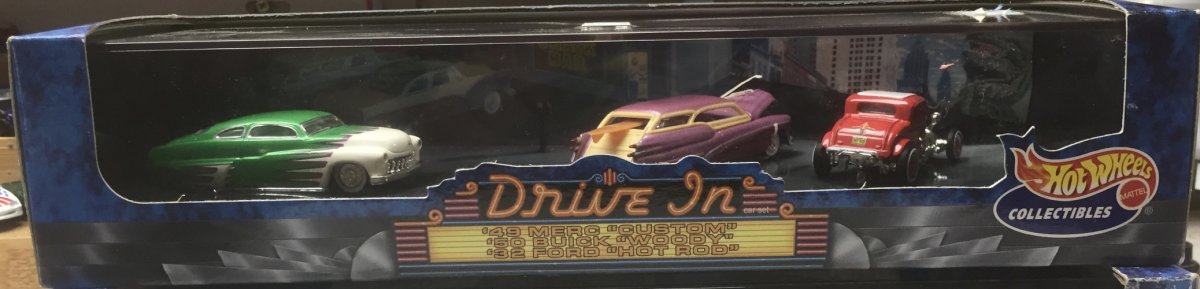 Drive In
car set
'49 MERC "CUSTOM"
'50 BUICK "WOODY"
'32 FORD "HOT ROD"
Hot Wheels
MATTEL
®
COLLECTIBLES